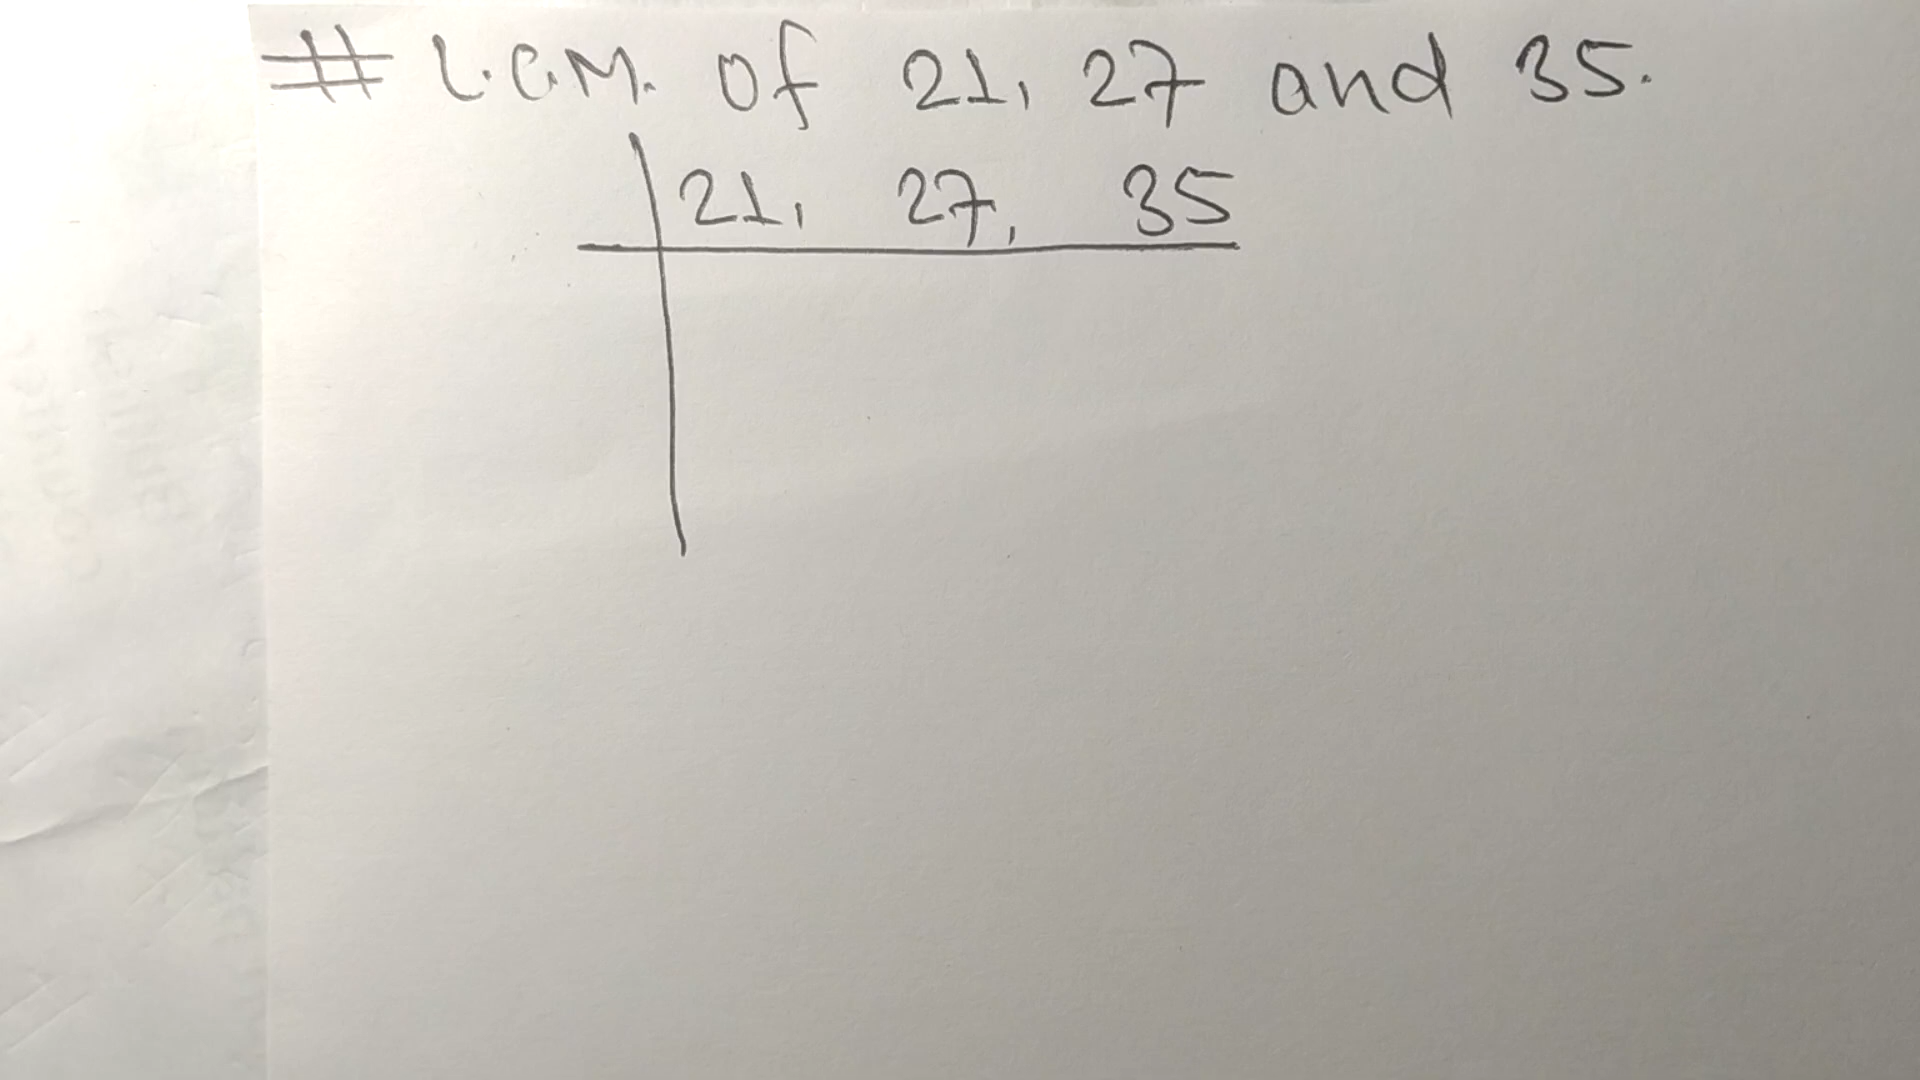 # L.C.M. of 21, 27 and 35.
21, 27, 35